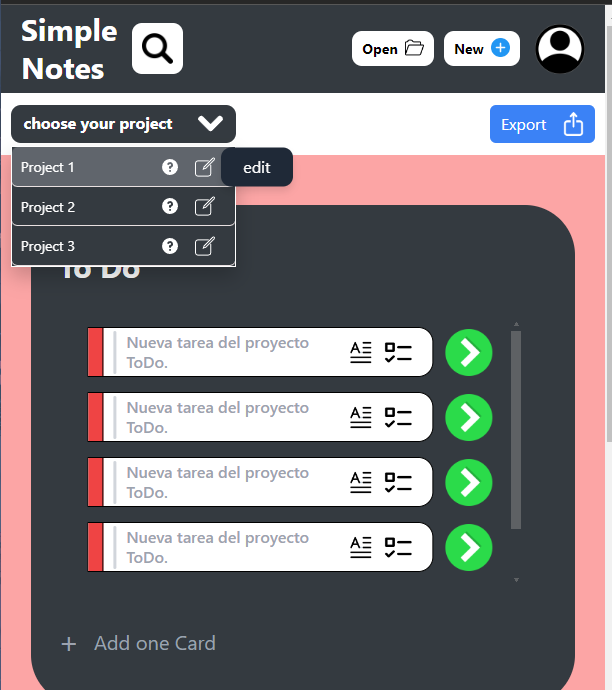 Simple
Notes
Open
New
choose your project
Export
Project 1
edit
Project 2
Project 3
To Do
Nueva tarea del proyecto
ToDo.
Nueva tarea del proyecto
ToDo.
Nueva tarea del proyecto
ToDo.
Nueva tarea del proyecto
ToDo.
+ Add one Card